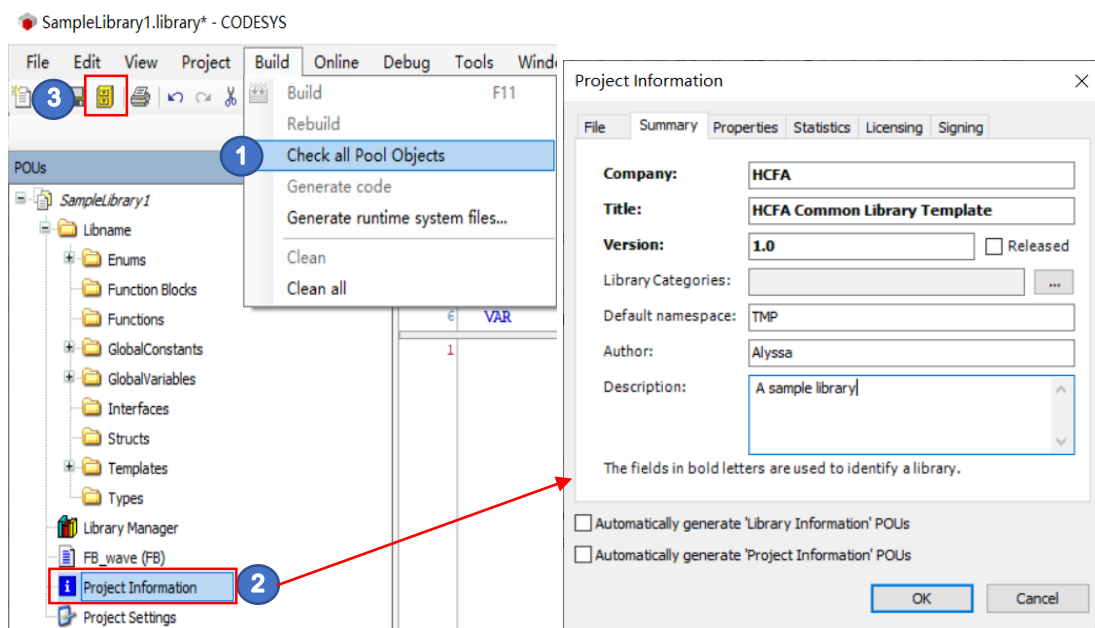 SampleLibrary1.library* - CODESYS
File Edit View Project Build Online Debug Tools Wind
3
Build F11
Rebuild
1
Check all Pool Objects
Generate code
Generate runtime system files...
Clean
Clean all
POUs
SampleLibrary1
Libname
Enums
Function Blocks
Functions
GlobalConstants
GlobalVariables
Interfaces
Structs
Templates
Types
Library Manager
FB_wave (FB)
Project Information
2
Project Settings
6 VAR
1
Project Information
File Summary Properties Statistics Licensing Signing
Company: HCFA
Title: HCFA Common Library Template
Version: 1.0 Released
Library Categories: ...
Default namespace: TMP
Author: Alyssa
Description: A sample library
The fields in bold letters are used to identify a library.
Automatically generate 'Library Information' POUs
Automatically generate 'Project Information' POUs
OK Cancel